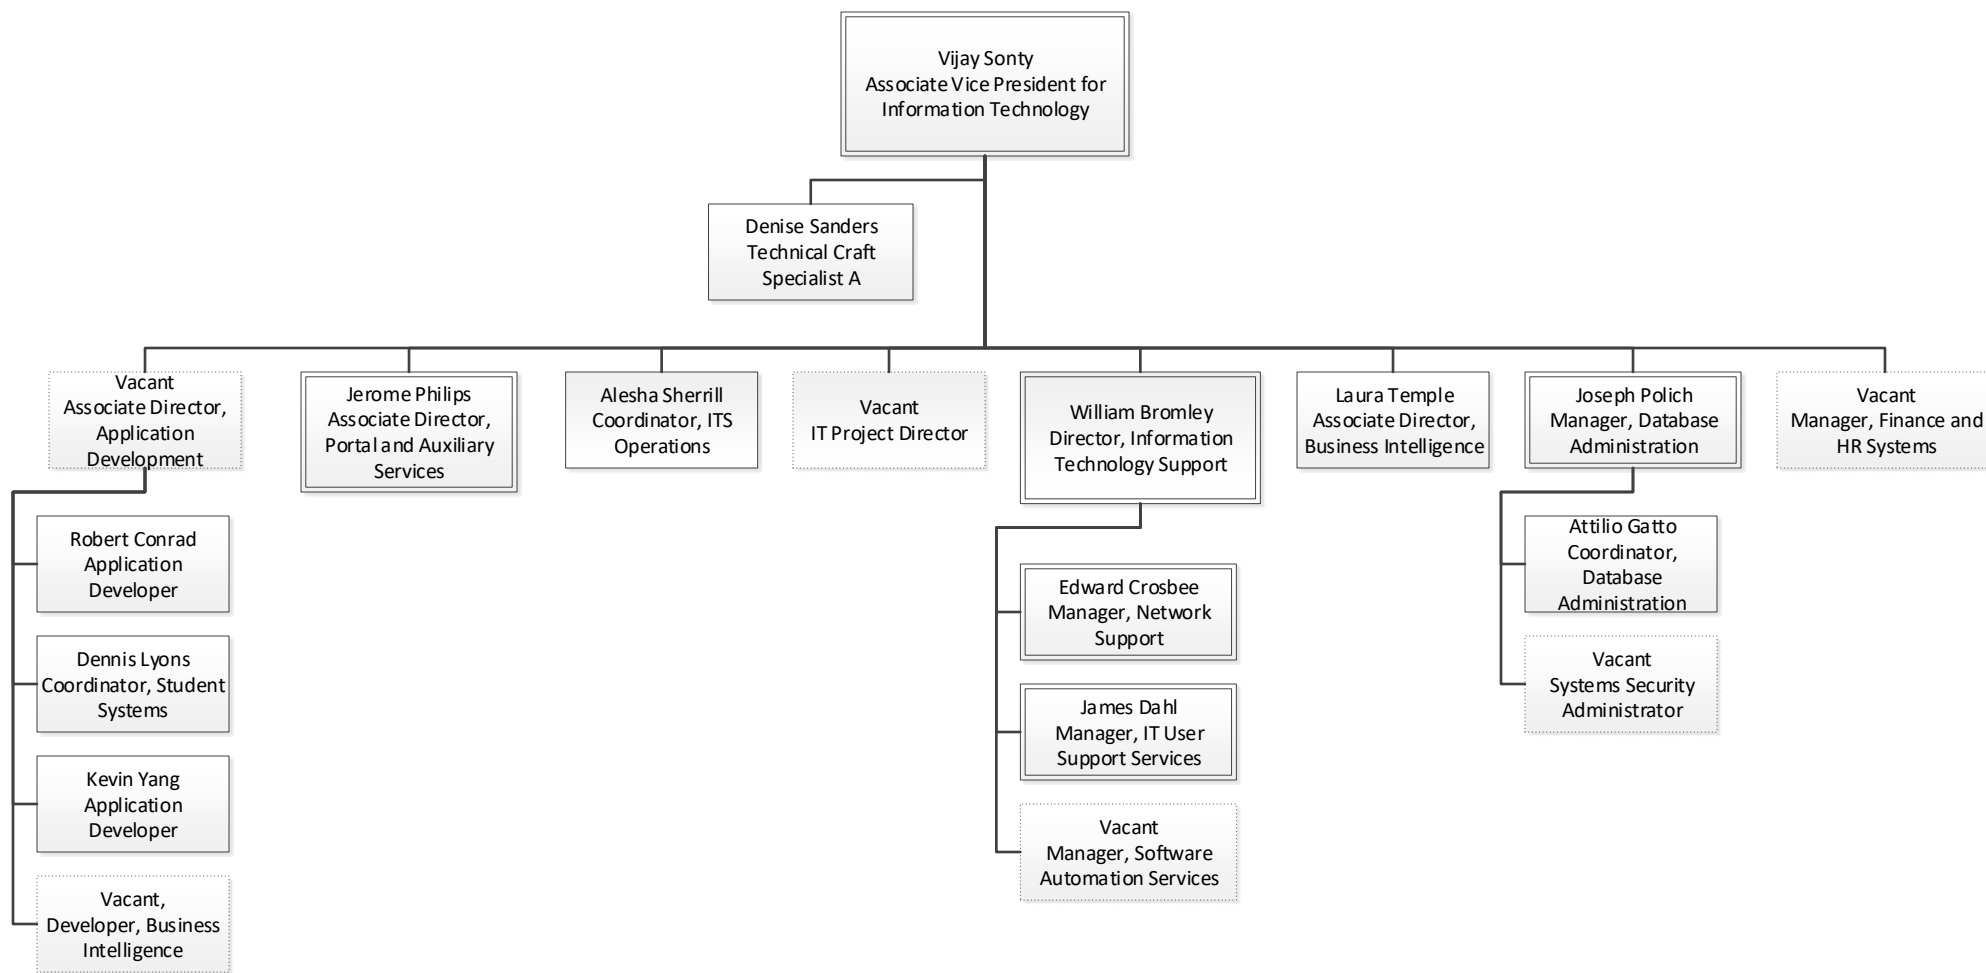 Vijay Sonty
Associate Vice President for
Information Technology
Denise Sanders
Technical Craft
Specialist A
Vacant
Associate Director,
Application
Development
Jerome Philips
Associate Director,
Portal and Auxiliary
Services
Alesha Sherrill
Coordinator, ITS
Operations
Vacant
IT Project Director
William Bromley
Director, Information
Technology Support
Laura Temple
Associate Director,
Business Intelligence
Joseph Polich
Manager, Database
Administration
Vacant
Manager, Finance and
HR Systems
Robert Conrad
Application
Developer
Dennis Lyons
Coordinator, Student
Systems
Kevin Yang
Application
Developer
Vacant,
Developer, Business
Intelligence
Edward Crosbee
Manager, Network
Support
James Dahl
Manager, IT User
Support Services
Vacant
Manager, Software
Automation Services
Attilio Gatto
Coordinator,
Database
Administration
Vacant
Systems Security
Administrator